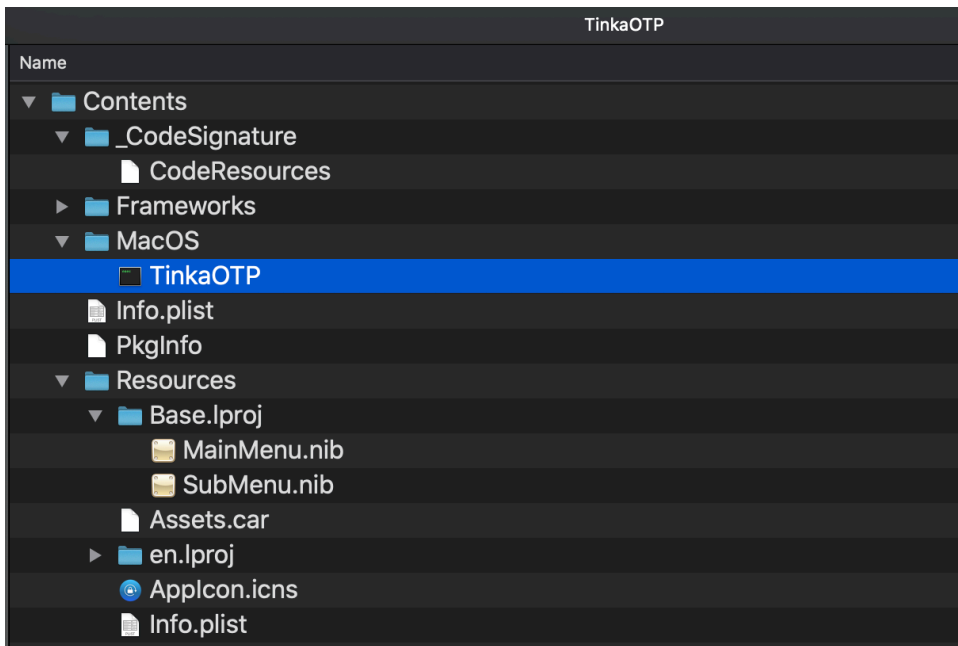 TinkaOTP
Name
Contents
_CodeSignature
CodeResources
Frameworks
MacOS
TinkaOTP
Info.plist
PkgInfo
Resources
Base.lproj
MainMenu.nib
SubMenu.nib
Assets.car
en.lproj
AppIcon.icns
Info.plist